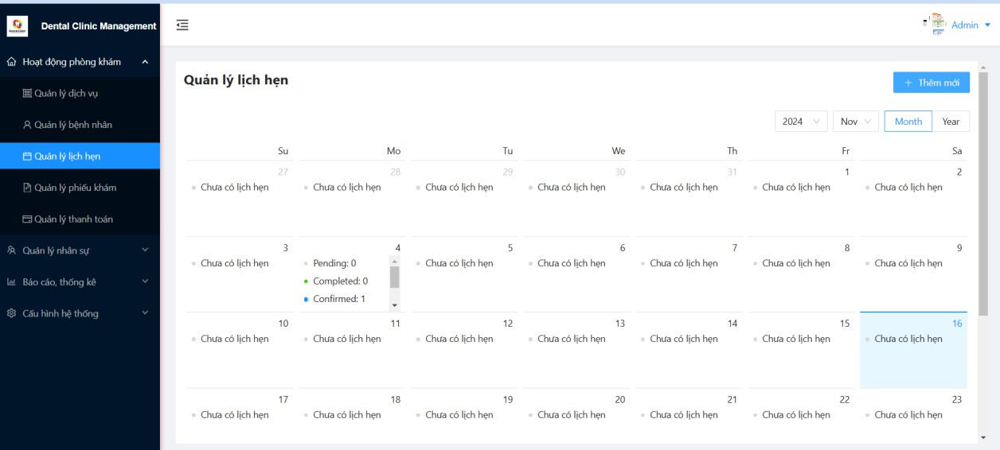 Dental Clinic Management
Admin
Hoạt động phòng khám
Quản lý dịch vụ
Quản lý bệnh nhân
Quản lý lịch hẹn
Quản lý phiếu khám
Quản lý thanh toán
Quản lý nhân sự
Báo cáo, thống kê
Cấu hình hệ thống
Quản lý lịch hẹn
+ Thêm mới
2024 Nov Month Year
Su Mo Tu We Th Fr Sa
27 28 29 30 31 1 2
Chưa có lịch hẹn Chưa có lịch hẹn Chưa có lịch hẹn Chưa có lịch hẹn Chưa có lịch hẹn Chưa có lịch hẹn Chưa có lịch hẹn
3 4 5 6 7 8 9
Chưa có lịch hẹn Pending: 0 Chưa có lịch hẹn Chưa có lịch hẹn Chưa có lịch hẹn Chưa có lịch hẹn Chưa có lịch hẹn
Completed: 0
Confirmed: 1
10 11 12 13 14 15 16
Chưa có lịch hẹn Chưa có lịch hẹn Chưa có lịch hẹn Chưa có lịch hẹn Chưa có lịch hẹn Chưa có lịch hẹn Chưa có lịch hẹn
17 18 19 20 21 22 23
Chưa có lịch hẹn Chưa có lịch hẹn Chưa có lịch hẹn Chưa có lịch hẹn Chưa có lịch hẹn Chưa có lịch hẹn Chưa có lịch hẹn